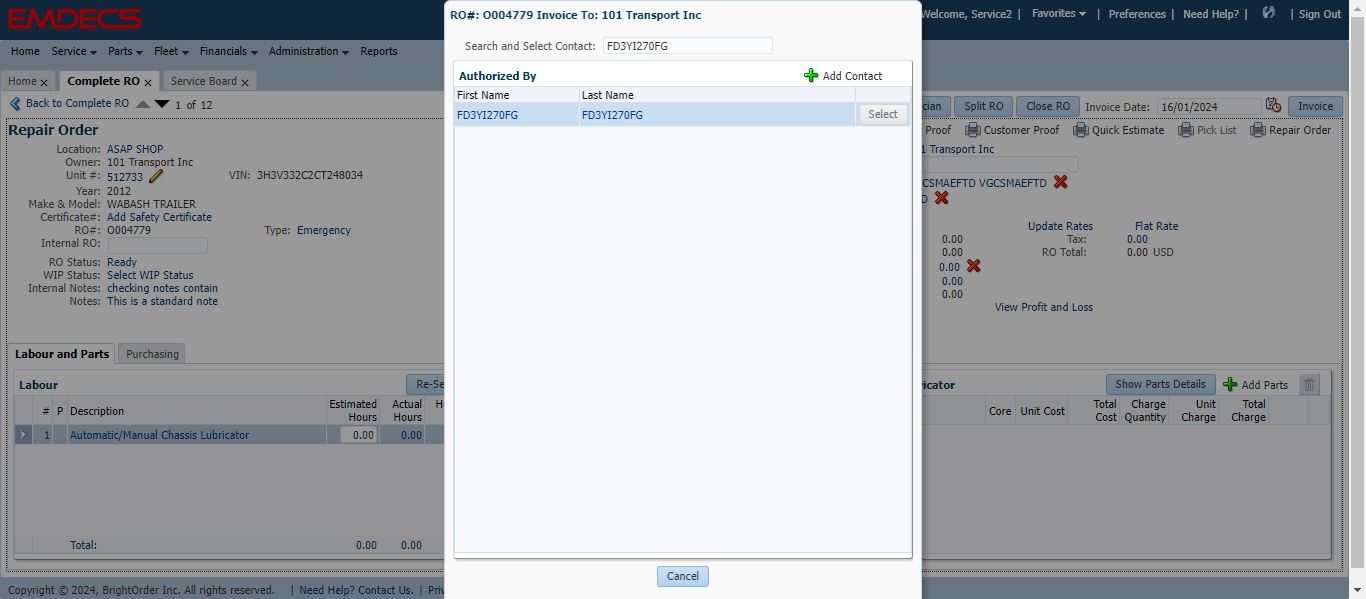 EMDECS
Welcome, Service2 | Favorites | Preferences | Need Help? | | Sign Out
Home Service Parts Fleet Financials Administration Reports
Home Complete RO Service Board
Back to Complete RO 1 of 12
Split RO Close RO Invoice Date: 16/01/2024 Invoice
Repair Order
Proof Customer Proof Quick Estimate Pick List Repair Order
Location: ASAP SHOP
Owner: 101 Transport Inc
Unit #: 512733 VIN: 3H3V332C2CT248034
Year: 2012
Make & Model: WABASH TRAILER
Certificate#: Add Safety Certificate
RO#: O004779 Type: Emergency
Internal RO:
RO Status: Ready
WIP Status: Select WIP Status
Internal Notes: checking notes contain
Notes: This is a standard note
RO#: O004779 Invoice To: 101 Transport Inc
Search and Select Contact: FD3YI270FG
Authorized By Add Contact
First Name Last Name
FD3YI270FG FD3YI270FG Select
Cancel
Transport Inc
VGCSMAEFTD
Update Rates Flat Rate
0.00 Tax: 0.00
0.00 RO Total: 0.00 USD
0.00
0.00
0.00
View Profit and Loss
Labour and Parts Purchasing
Labour
# P Description Estimated Hours Actual Hours
1 Automatic/Manual Chassis Lubricator 0.00 0.00
Total: 0.00 0.00
Show Parts Details Add Parts
Core Unit Cost Total Cost Charge Quantity Unit Charge Total Charge
Copyright © 2024, BrightOrder Inc. All rights reserved. | Need Help? Contact Us. |